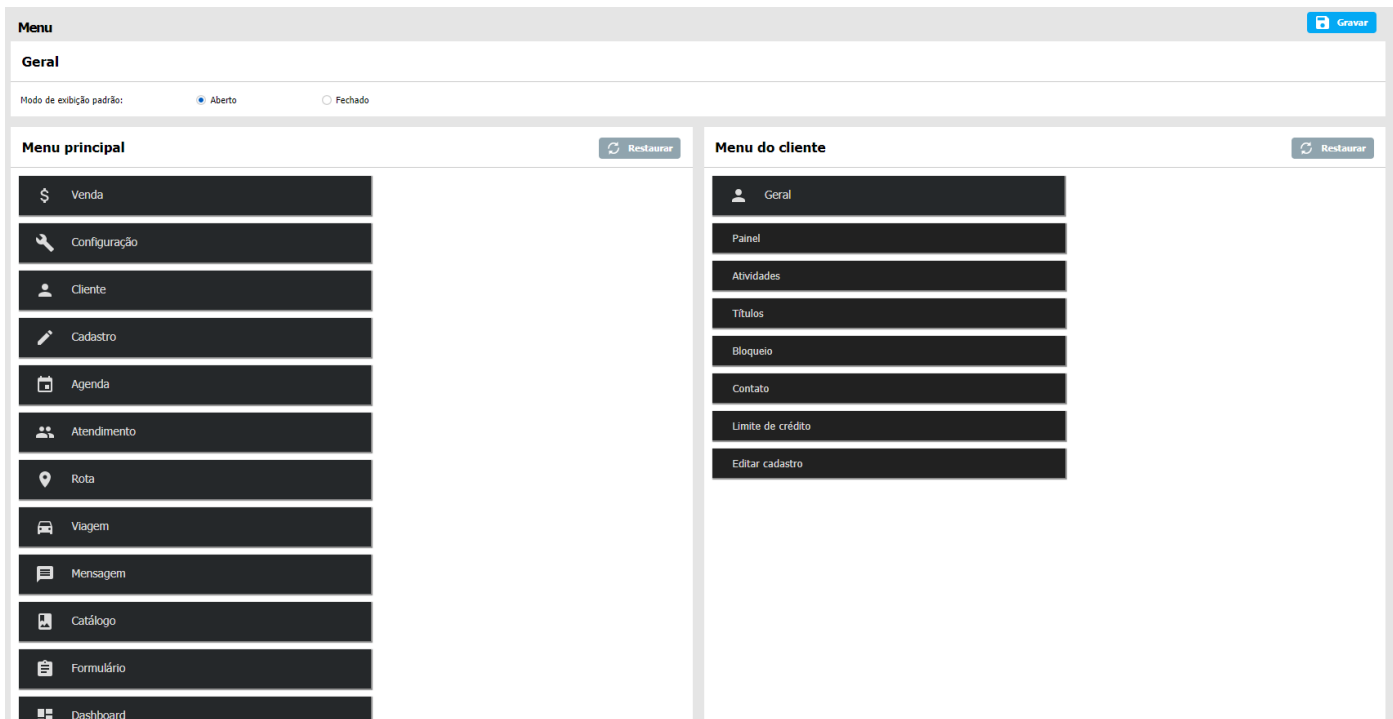 Menu
Gravar
Geral
Modo de exibição padrão: Aberto Fechado
Menu principal
Restaurar
Venda
Configuração
Cliente
Cadastro
Agenda
Atendimento
Rota
Viagem
Mensagem
Catálogo
Formulário
Dashboard
Menu do cliente
Restaurar
Geral
Painel
Atividades
Títulos
Bloqueio
Contato
Limite de crédito
Editar cadastro